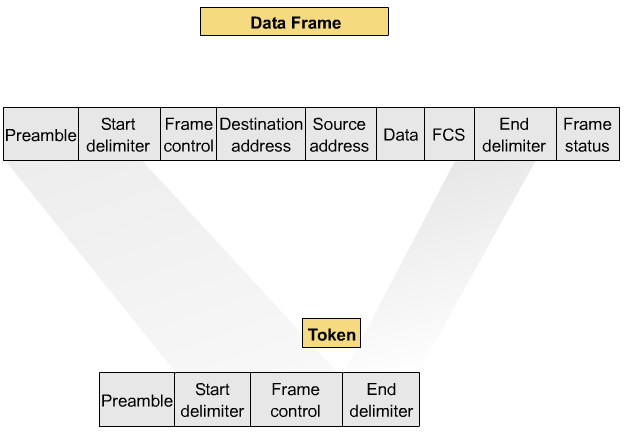 Data Frame
Preamble
Start
delimiter
Frame
control
Destination
address
Source
address
Data
FCS
End
delimiter
Frame
status
Token
Preamble
Start
delimiter
Frame
control
End
delimiter